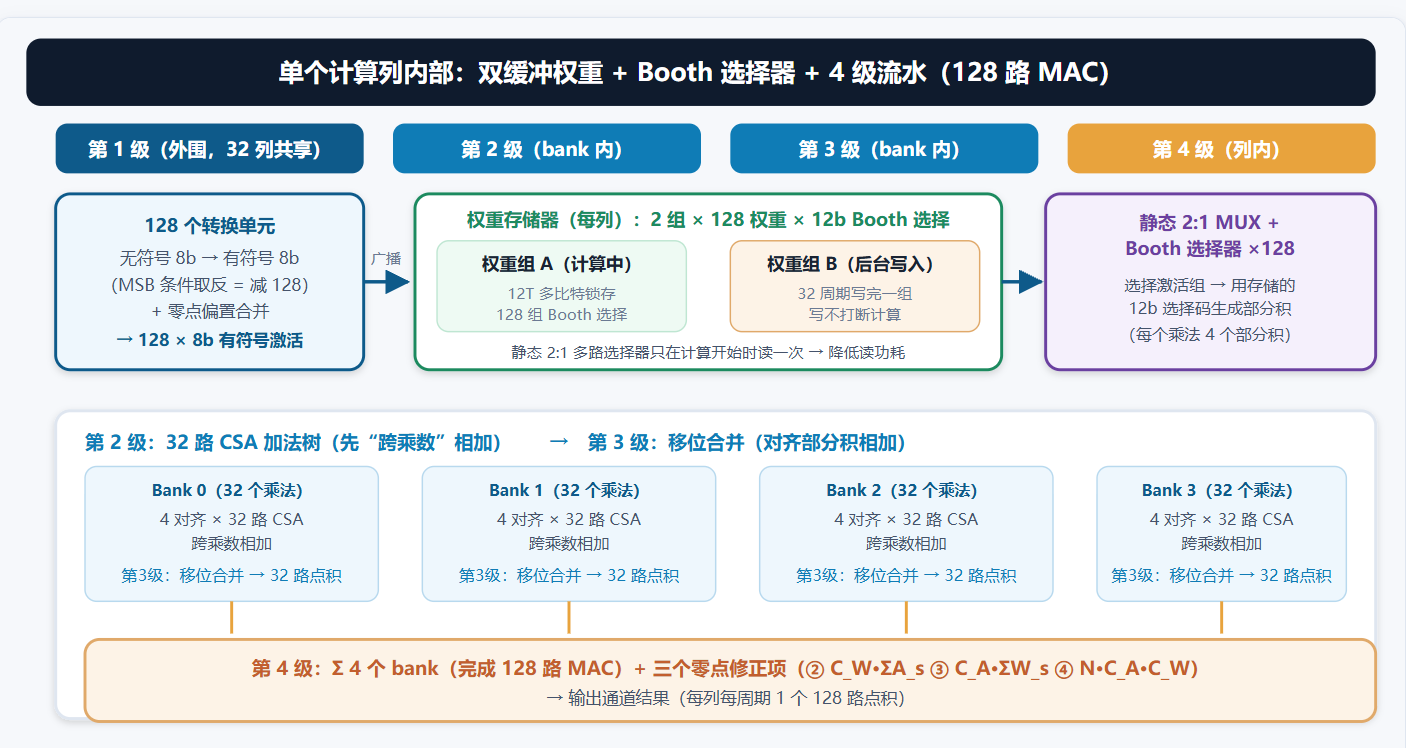 单个计算列内部：双缓冲权重 + Booth 选择器 + 4 级流水（128 路 MAC）
第 1 级（外围，32 列共享）
第 2 级（bank 内）
第 3 级（bank 内）
第 4 级（列内）
128 个转换单元
无符号 8b → 有符号 8b
(MSB 条件取反 = 减 128)
+ 零点偏置合并
→ 128 × 8b 有符号激活
广播
权重存储器（每列）：2 组 × 128 权重 × 12b Booth 选择
权重组 A（计算中）
12T 多比特锁存
128 组 Booth 选择
权重组 B（后台写入）
32 周期写完一组
写不打断计算
静态 2:1 多路选择器只在计算开始时读一次 → 降低读功耗
静态 2:1 MUX +
Booth 选择器 ×128
选择激活组 → 用存储的
12b 选择码生成部分积
（每个乘法 4 个部分积）
第 2 级：32 路 CSA 加法树（先“跨乘数”相加） → 第 3 级：移位合并（对齐部分积相加）
Bank 0（32 个乘法）
4 对齐 × 32 路 CSA
跨乘数相加
第3级：移位合并 → 32 路点积
Bank 1（32 个乘法）
4 对齐 × 32 路 CSA
跨乘数相加
第3级：移位合并 → 32 路点积
Bank 2（32 个乘法）
4 对齐 × 32 路 CSA
跨乘数相加
第3级：移位合并 → 32 路点积
Bank 3（32 个乘法）
4 对齐 × 32 路 CSA
跨乘数相加
第3级：移位合并 → 32 路点积
第 4 级：Σ 4 个 bank（完成 128 路 MAC）+ 三个零点修正项（② C_W•ΣA_s ③ C_A•ΣW_s ④ N•C_A•C_W）
→ 输出通道结果（每列每周期 1 个 128 路点积）